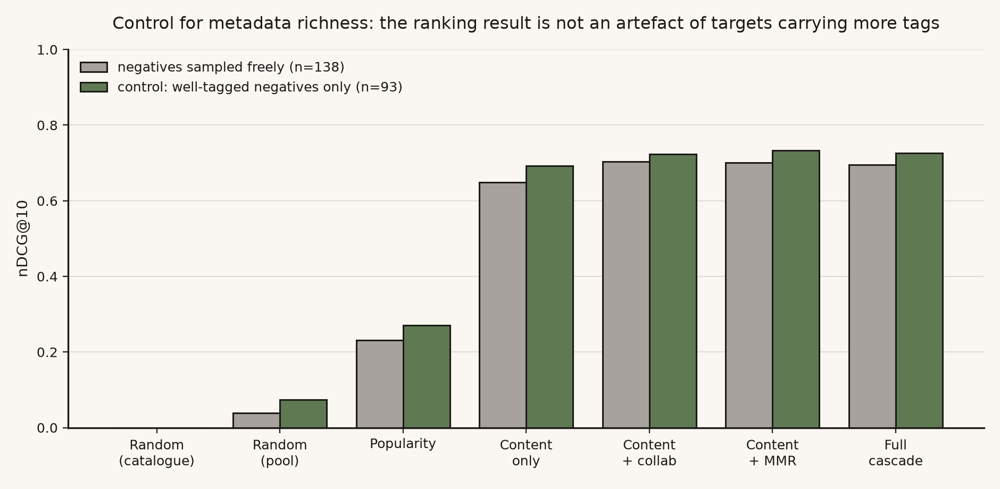 Control for metadata richness: the ranking result is not an artefact of targets carrying more tags
negatives sampled freely (n=138)
control: well-tagged negatives only (n=93)
nDCG@10
1.0
0.8
0.6
0.4
0.2
0.0
Random
(catalogue)
Random
(pool)
Popularity
Content
only
Content
+ collab
Content
+ MMR
Full
cascade